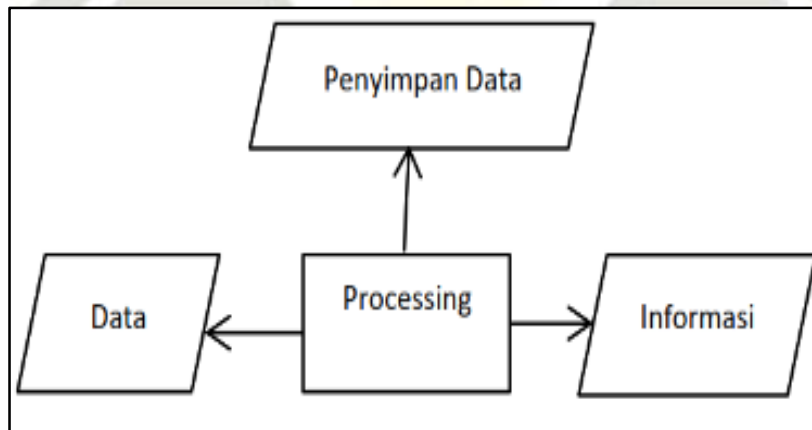 Penyimpan Data
Data
Processing
Informasi